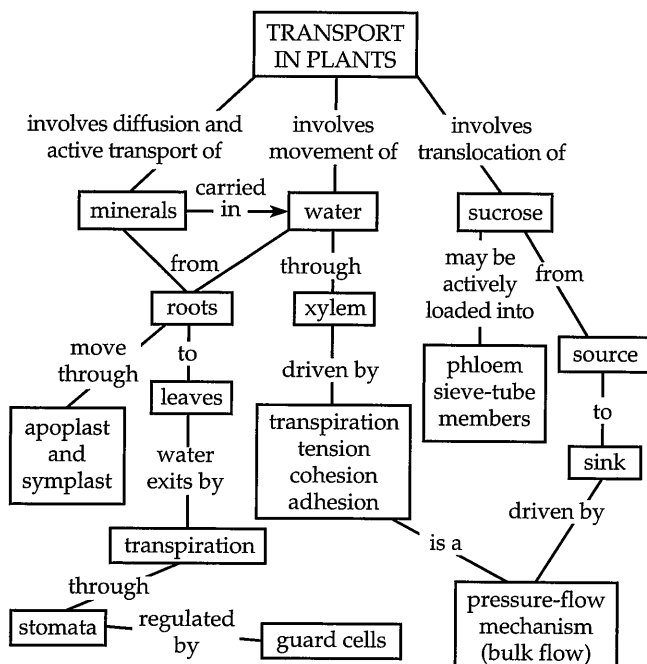 TRANSPORT
IN PLANTS
involves diffusion and
active transport of
involves
movement of
involves
translocation of
minerals
carried
in
water
sucrose
from
through
may be
actively
loaded into
from
roots
xylem
move
through
to
driven by
phloem
sieve-tube
members
source
leaves
apoplast
and
symplast
water
exits by
transpiration
tension
cohesion
adhesion
to
sink
transpiration
is a
driven by
through
stomata
regulated
by
guard cells
pressure-flow
mechanism
(bulk flow)